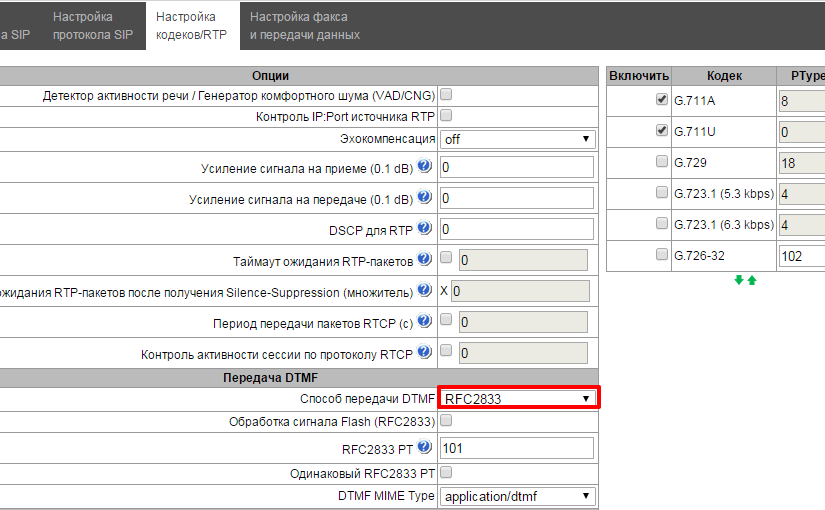 Настройка
Настройка
Настройка факса
а SIP
протокола SIP
кодеков/RTP
и передачи данных
Опции
Включить Кодек PType
Детектор активности речи / Генератор комфортного шума (VAD/CNG)
G.711A 8
Контроль IP:Port источника RTP
G.711U 0
Эхокомпенсация off
Усиление сигнала на приеме (0.1 dB) ? 0
G.729 18
Усиление сигнала на передаче (0.1 dB) ? 0
G.723.1 (5.3 kbps) 4
DSCP для RTP ? 0
G.723.1 (6.3 kbps) 4
Таймаут ожидания RTP-пакетов ? 0
G.726-32 102
ожидания RTP-пакетов после получения Silence-Suppression (множитель) ? X 0
Период передачи пакетов RTCP (с) ? 0
Контроль активности сессии по протоколу RTCP ? 0
Передача DTMF
Способ передачи DTMF RFC2833
Обработка сигнала Flash (RFC2833)
RFC2833 PT ? 101
Одинаковый RFC2833 PT
DTMF MIME Type application/dtmf